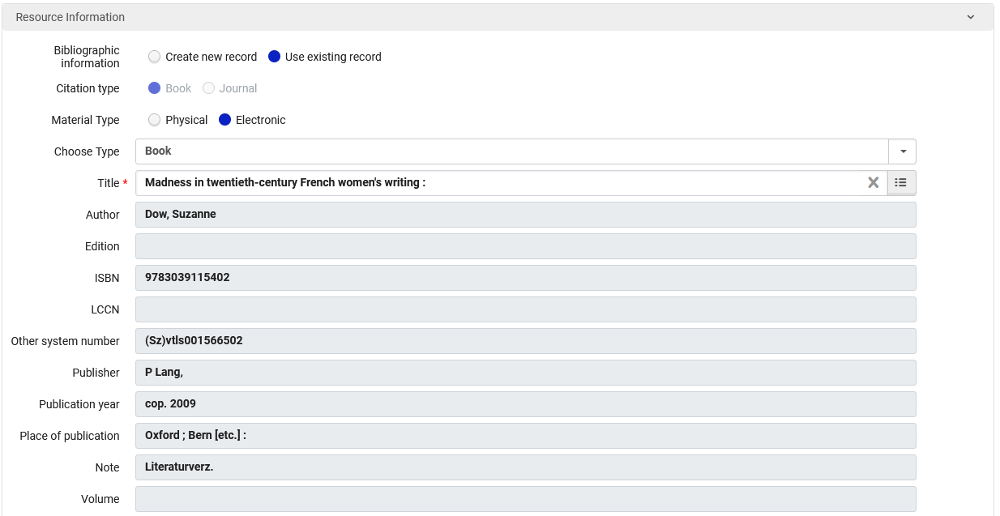 Resource Information
Bibliographic information
Create new record
Use existing record
Citation type
Book
Journal
Material Type
Physical
Electronic
Choose Type
Book
Title *
Madness in twentieth-century French women's writing :
Author
Dow, Suzanne
Edition
ISBN
9783039115402
LCCN
Other system number
(Sz)vtls001566502
Publisher
P Lang,
Publication year
cop. 2009
Place of publication
Oxford ; Bern [etc.] :
Note
Literaturverz.
Volume